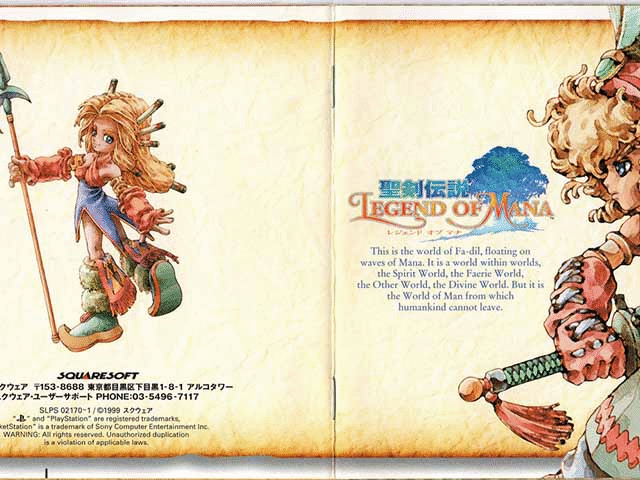 SQUARESOFT
クウェア 〒153-8688 東京都目黒区下目黒1-8-1 アルコタワー
スクウェア・ユーザーサポート PHONE:03-5496-7117
SLPS 02170~1 / ©1999 スクウェア
" " and "PlayStation" are registered trademarks,
ketStation" is a trademark of Sony Computer Entertainment Inc.
WARNING: All rights reserved. Unauthorized duplication
is a violation of applicable laws.
聖剣伝説
LEGEND OF MANA
レジェンド オブ マナ
This is the world of Fa-dil, floating on
waves of Mana. It is a world within worlds,
the Spirit World, the Faerie World,
the Other World, the Divine World. But it is
the World of Man from which
humankind cannot leave.